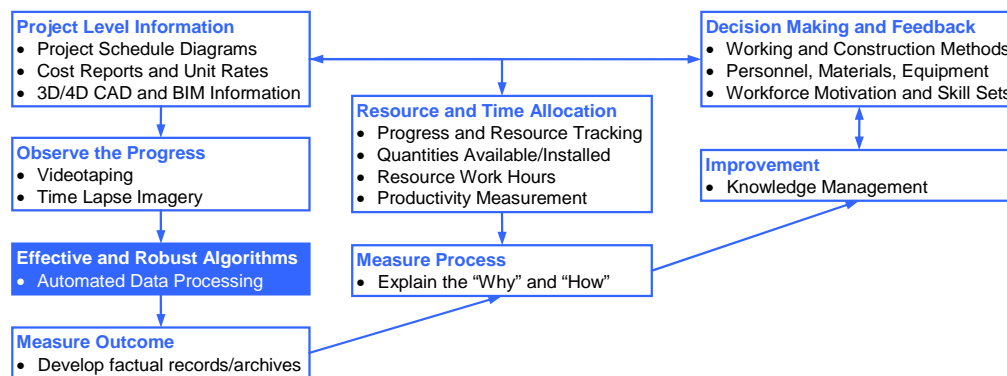 Project Level Information
• Project Schedule Diagrams
• Cost Reports and Unit Rates
• 3D/4D CAD and BIM Information
Observe the Progress
• Videotaping
• Time Lapse Imagery
Effective and Robust Algorithms
• Automated Data Processing
Measure Outcome
• Develop factual records/archives
Resource and Time Allocation
• Progress and Resource Tracking
• Quantities Available/Installed
• Resource Work Hours
• Productivity Measurement
Measure Process
• Explain the “Why” and “How”
Decision Making and Feedback
• Working and Construction Methods
• Personnel, Materials, Equipment
• Workforce Motivation and Skill Sets
Improvement
• Knowledge Management